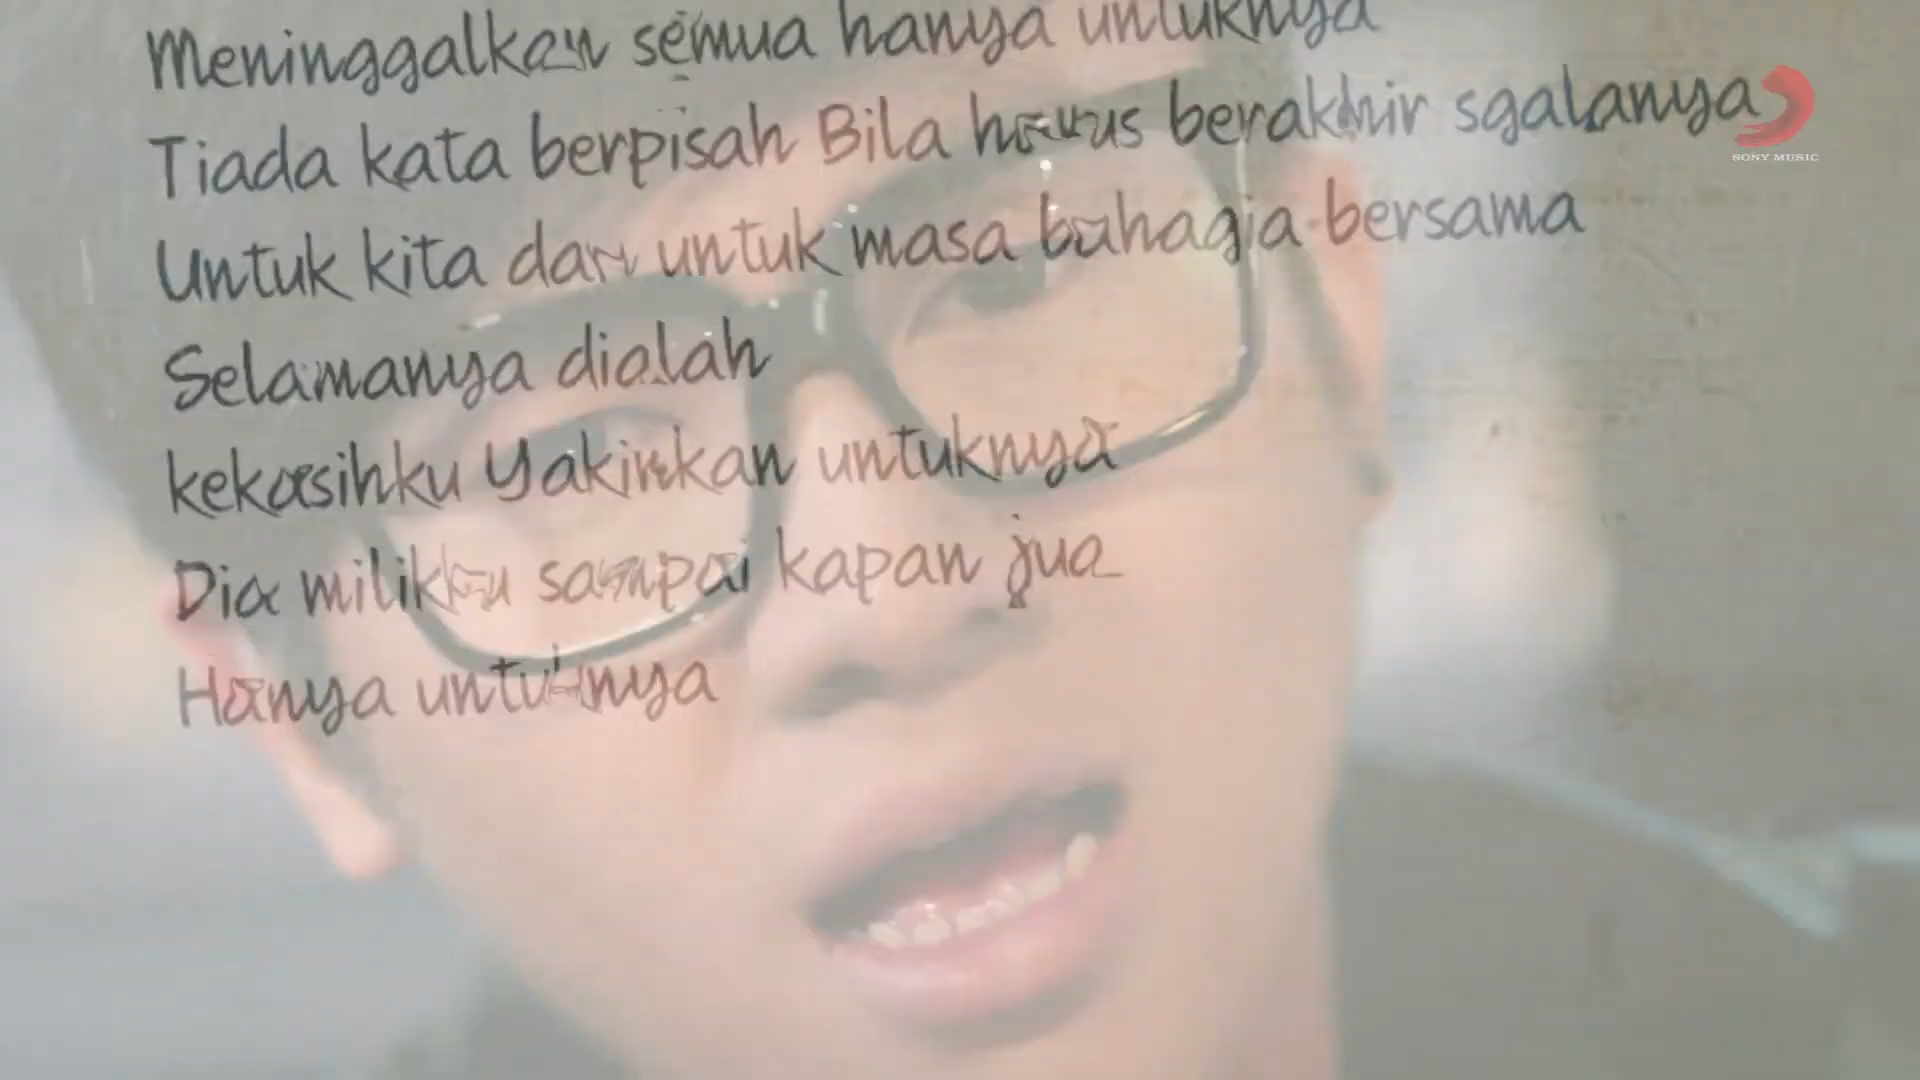 Meninggalkan semua hanya untuknya
Tiada kata berpisah Bila harus berakhir sgalanya
SONY MUSIC
Untuk kita dan untuk masa bahagia bersama
Selamanya dialah
kekasihku Yakinkan untuknya
Dia milikku sampai kapan jua
Hanya untuknya